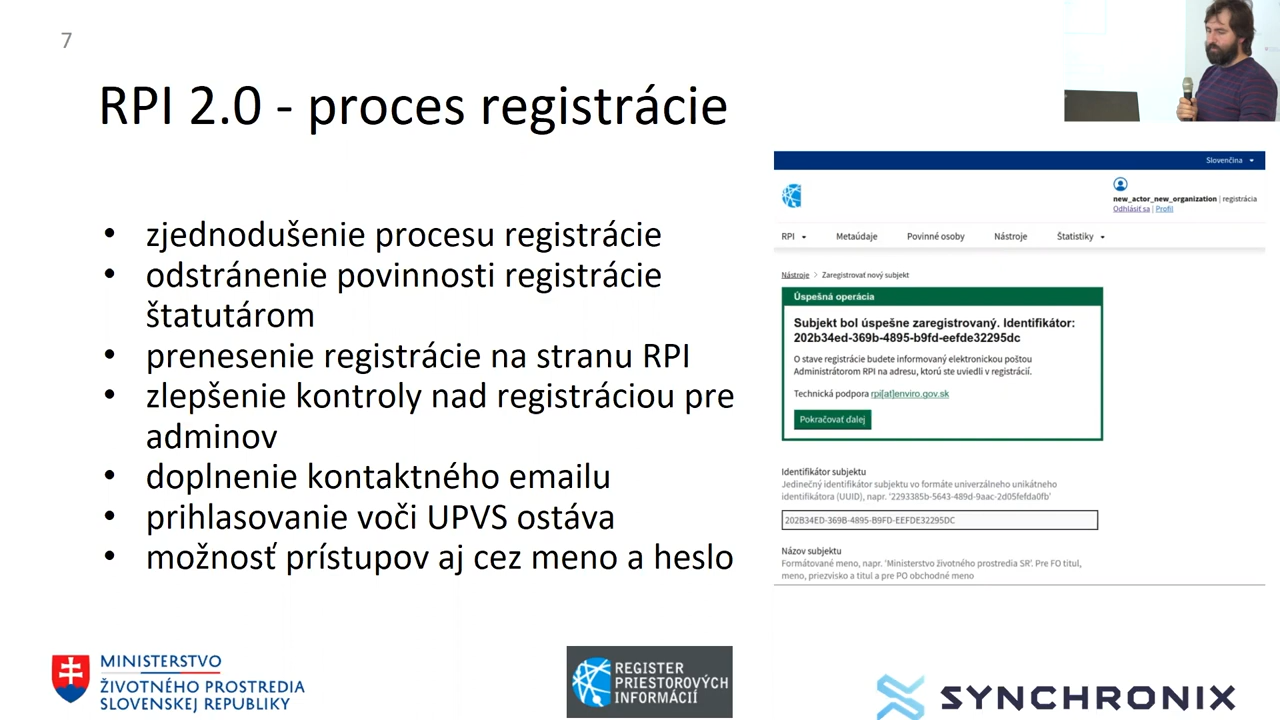 7
RPI 2.0 - proces registrácie
• zjednodušenie procesu registrácie
• odstránenie povinnosti registrácie
štatutárom
• prenesenie registrácie na stranu RPI
• zlepšenie kontroly nad registráciou pre
adminov
• doplnenie kontaktného emailu
• prihlasovanie voči UPVS ostáva
• možnosť prístupov aj cez meno a heslo
Slovenčina
new_actor_new_organization | registrácia
Odhlásiť sa | Profil
RPI Metaúdaje Povinné osoby Nástroje Štatistiky
Nástroje > Zaregistrovať nový subjekt
Úspešná operácia
Subjekt bol úspešne zaregistrovaný. Identifikátor:
202b34ed-369b-4895-b9fd-eefde32295dc
O stave registrácie budete informovaný elektronickou poštou
Administrátorom RPI na adresu, ktorú ste uviedli v registrácií.
Technická podpora rpi[at]enviro.gov.sk
Pokračovať ďalej
Identifikátor subjektu
Jedinečný identifikátor subjektu vo formáte univerzálneho unikátneho
identifikátora (UUID), napr. '2293385b-5643-489d-9aac-2d05fefda0fb'
202B34ED-369B-4895-B9FD-EEFDE32295DC
Názov subjektu
Formátované meno, napr. 'Ministerstvo životného prostredia SR'. Pre FO titul,
meno, priezvisko a titul a pre PO obchodné meno
MINISTERSTVO
ŽIVOTNÉHO PROSTREDIA
SLOVENSKEJ REPUBLIKY
REGISTER
PRIESTOROVÝCH
INFORMÁCIÍ
SYNCHRONIX